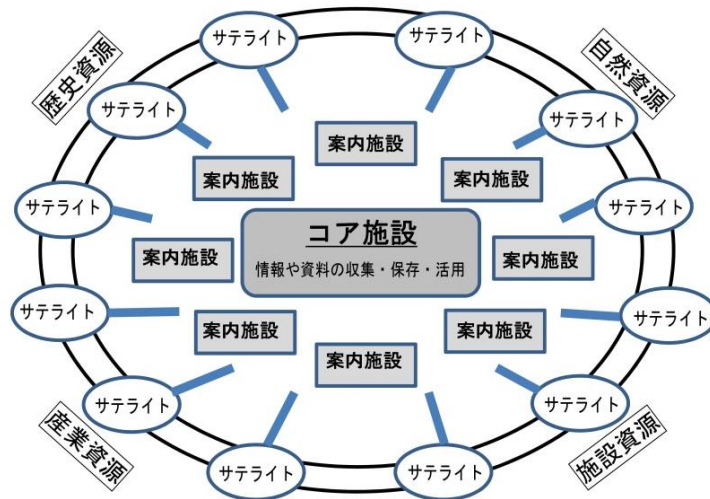 サテライト
サテライト
歴史資源
自然資源
サテライト
サテライト
案内施設
案内施設
案内施設
サテライト
サテライト
コア施設
情報や資料の収集・保存・活用
案内施設
案内施設
サテライト
サテライト
案内施設
案内施設
案内施設
サテライト
サテライト
産業資源
施設資源
サテライト
サテライト